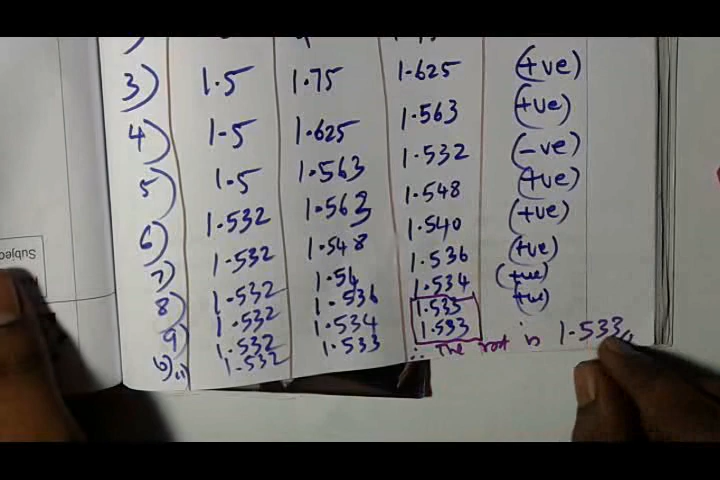 3) 1.5 1.75 1.625 (+ve)
4) 1.5 1.625 1.563 (+ve)
5) 1.5 1.563 1.532 (-ve)
6) 1.532 1.563 1.548 (+ve)
7) 1.532 1.548 1.540 (+ve)
8) 1.532 1.54 1.536 (+ve)
9) 1.532 1.536 1.534 (+ve)
1.532 1.534 1.533 (+ve)
11) 1.532 1.533 1.533
∴ The root is 1.533
Subjec